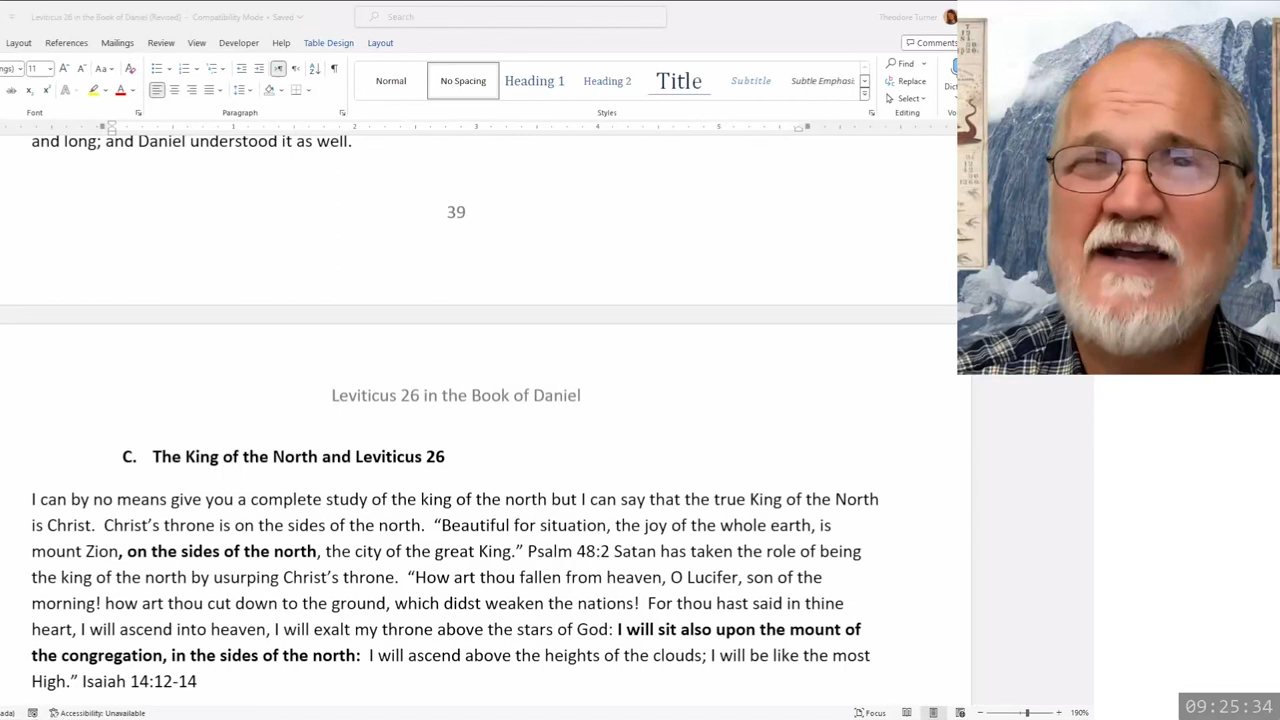 Leviticus 26 in the Book of Daniel (Revised) - Compatibility Mode • Saved
Search
Theodore Turner
Layout References Mailings Review View Developer Help Table Design Layout
Comments
11 Aa
Normal No Spacing Heading 1 Heading 2 Title Subtitle Subtle Emphasi
Find
Replace
Select
Dict
Font Paragraph Styles Editing
2 3 4 5
and long; and Daniel understood it as well.
39
Leviticus 26 in the Book of Daniel
C. The King of the North and Leviticus 26
I can by no means give you a complete study of the king of the north but I can say that the true King of the North
is Christ. Christ’s throne is on the sides of the north. “Beautiful for situation, the joy of the whole earth, is
mount Zion, on the sides of the north, the city of the great King.” Psalm 48:2 Satan has taken the role of being
the king of the north by usurping Christ’s throne. “How art thou fallen from heaven, O Lucifer, son of the
morning! how art thou cut down to the ground, which didst weaken the nations! For thou hast said in thine
heart, I will ascend into heaven, I will exalt my throne above the stars of God: I will sit also upon the mount of
the congregation, in the sides of the north: I will ascend above the heights of the clouds; I will be like the most
High.” Isaiah 14:12-14
ada) Accessibility: Unavailable Focus 190%
09:25:34